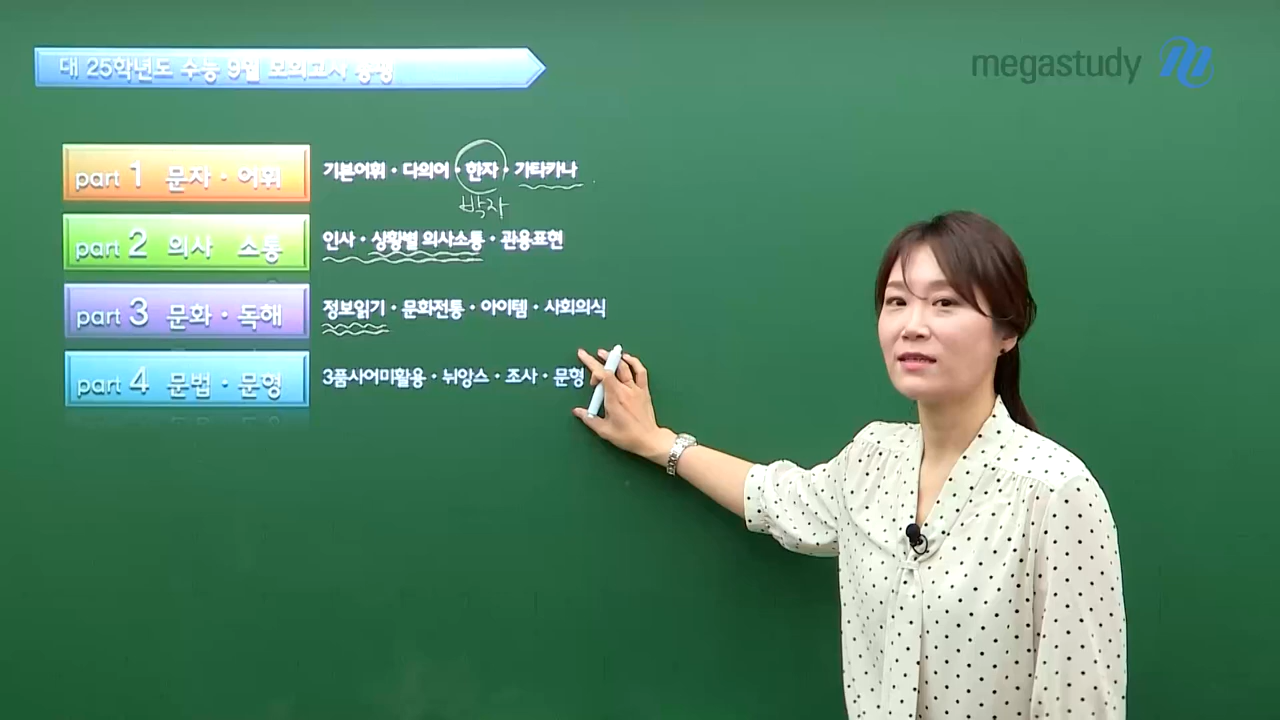 대 25학년도 수능 9월 모의고사 동향
megastudy
part 1 문자 · 어휘
기본어휘 · 다의어 · 한자 · 가타카나
박자
part 2 의사 소통
인사 · 상황별 의사소통 · 관용표현
part 3 문화 · 독해
정보읽기 · 문화전통 · 아이템 · 사회의식
part 4 문법 · 문형
3품사어미활용 · 뉘앙스 · 조사 · 문형